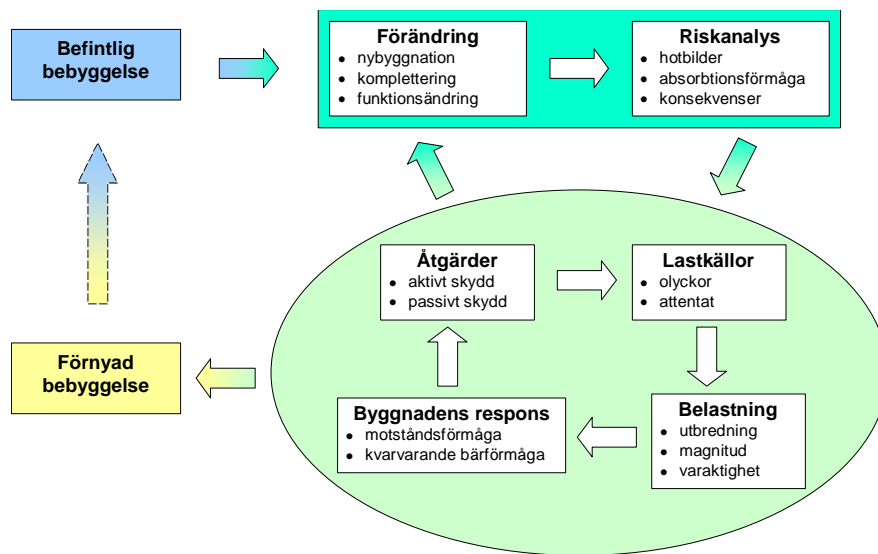 Befintlig
bebyggelse
Förändring
• nybyggnation
• komplettering
• funktionsändring
Riskanalys
• hotbilder
• absorbtionsförmåga
• konsekvenser
Åtgärder
• aktivt skydd
• passivt skydd
Lastkällor
• olyckor
• attentat
Förnyad
bebyggelse
Byggnadens respons
• motståndsförmåga
• kvarvarande bärförmåga
Belastning
• utbredning
• magnitud
• varaktighet